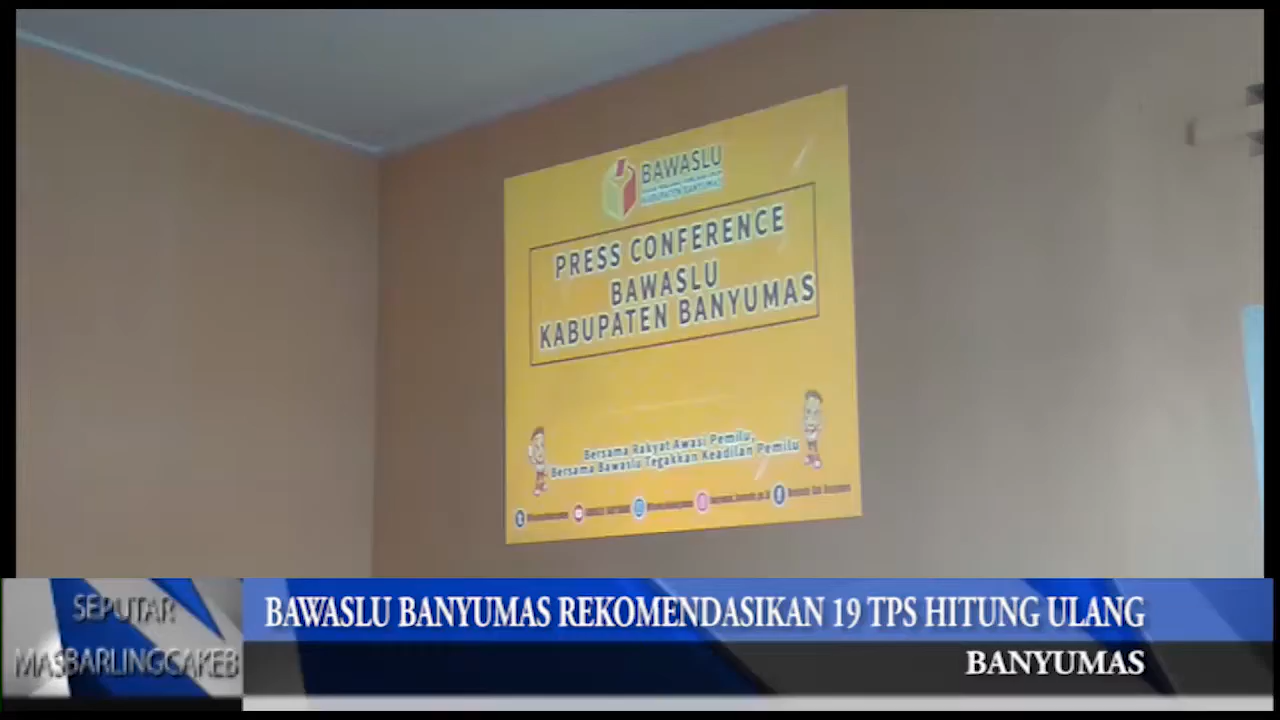 BAWASLU
KABUPATEN BANYUMAS
PRESS CONFERENCE
BAWASLU
KABUPATEN BANYUMAS
Bersama Rakyat Awasi Pemilu,
Bersama Bawaslu Tegakkan Keadilan Pemilu
SEPUTAR
MASBARLINGCAKEB
BAWASLU BANYUMAS REKOMENDASIKAN 19 TPS HITUNG ULANG
BANYUMAS